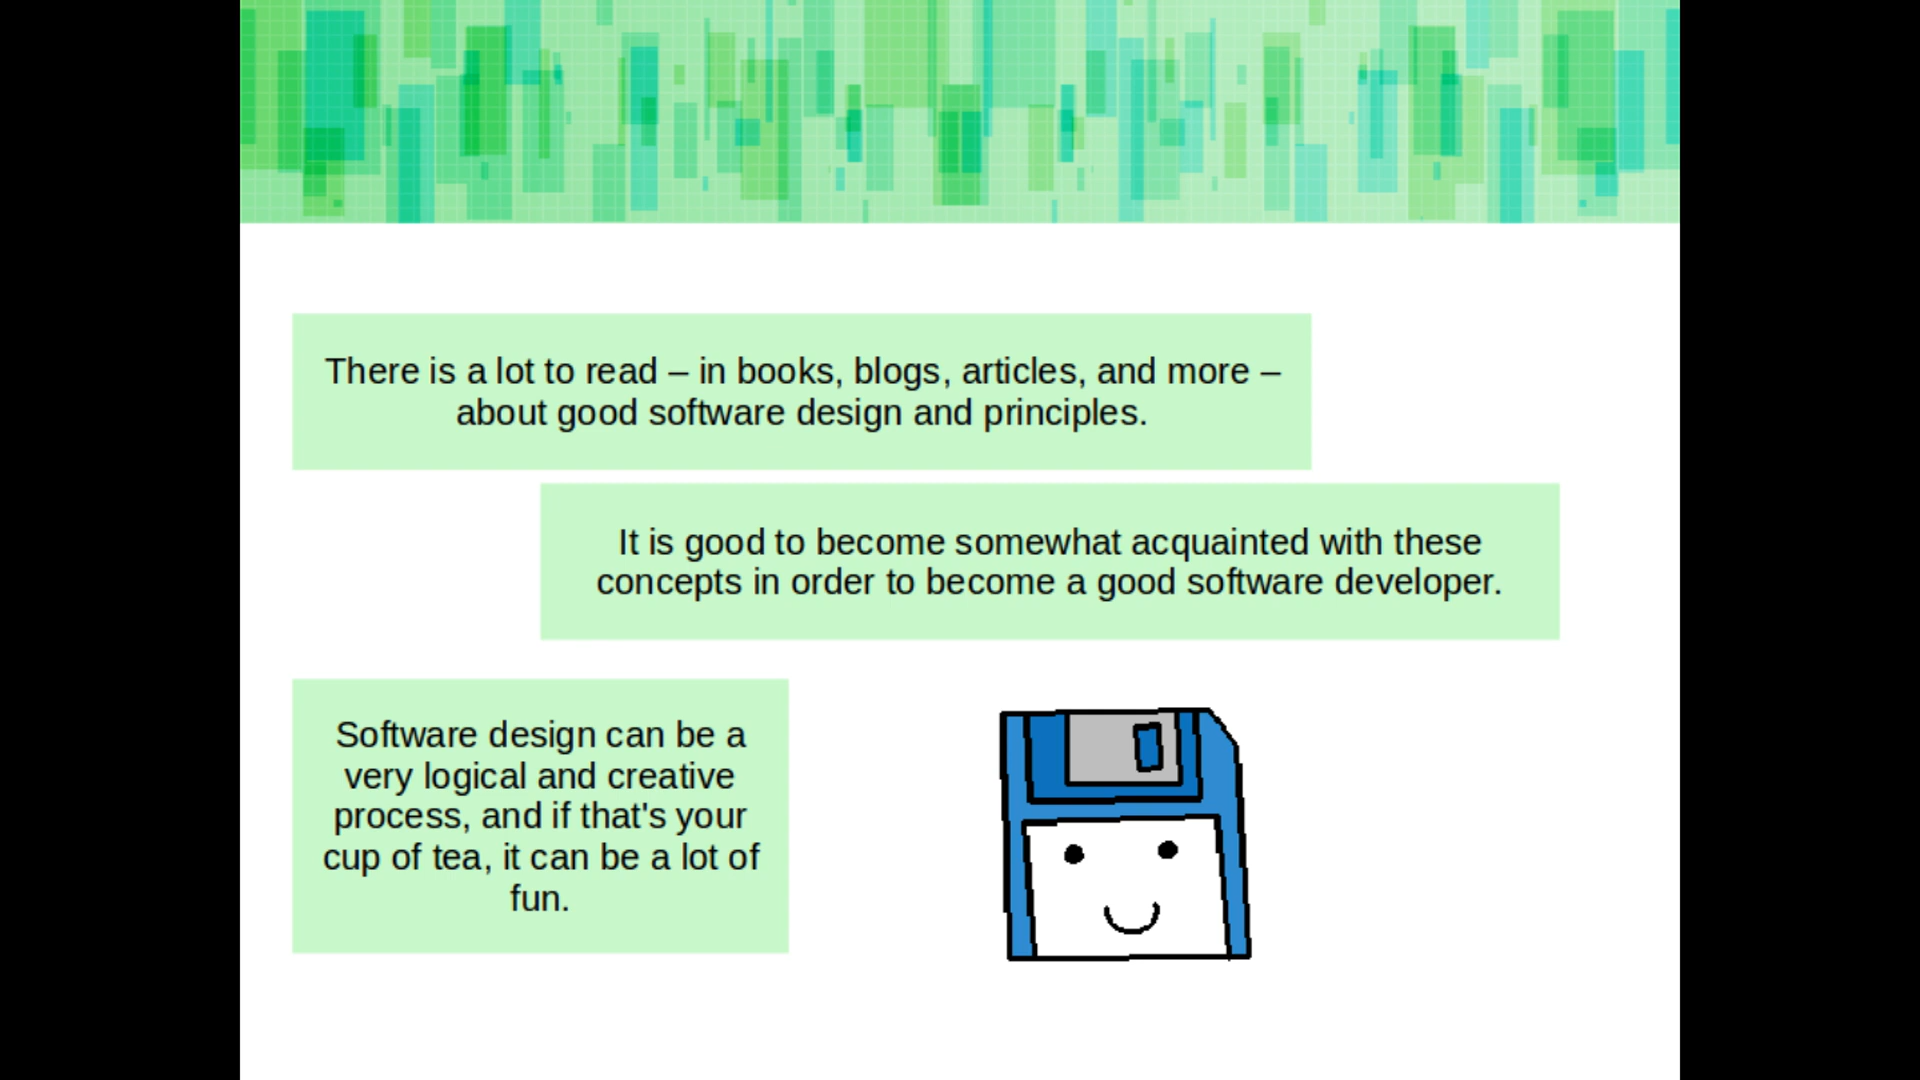 There is a lot to read – in books, blogs, articles, and more –
about good software design and principles.
It is good to become somewhat acquainted with these
concepts in order to become a good software developer.
Software design can be a
very logical and creative
process, and if that's your
cup of tea, it can be a lot of
fun.